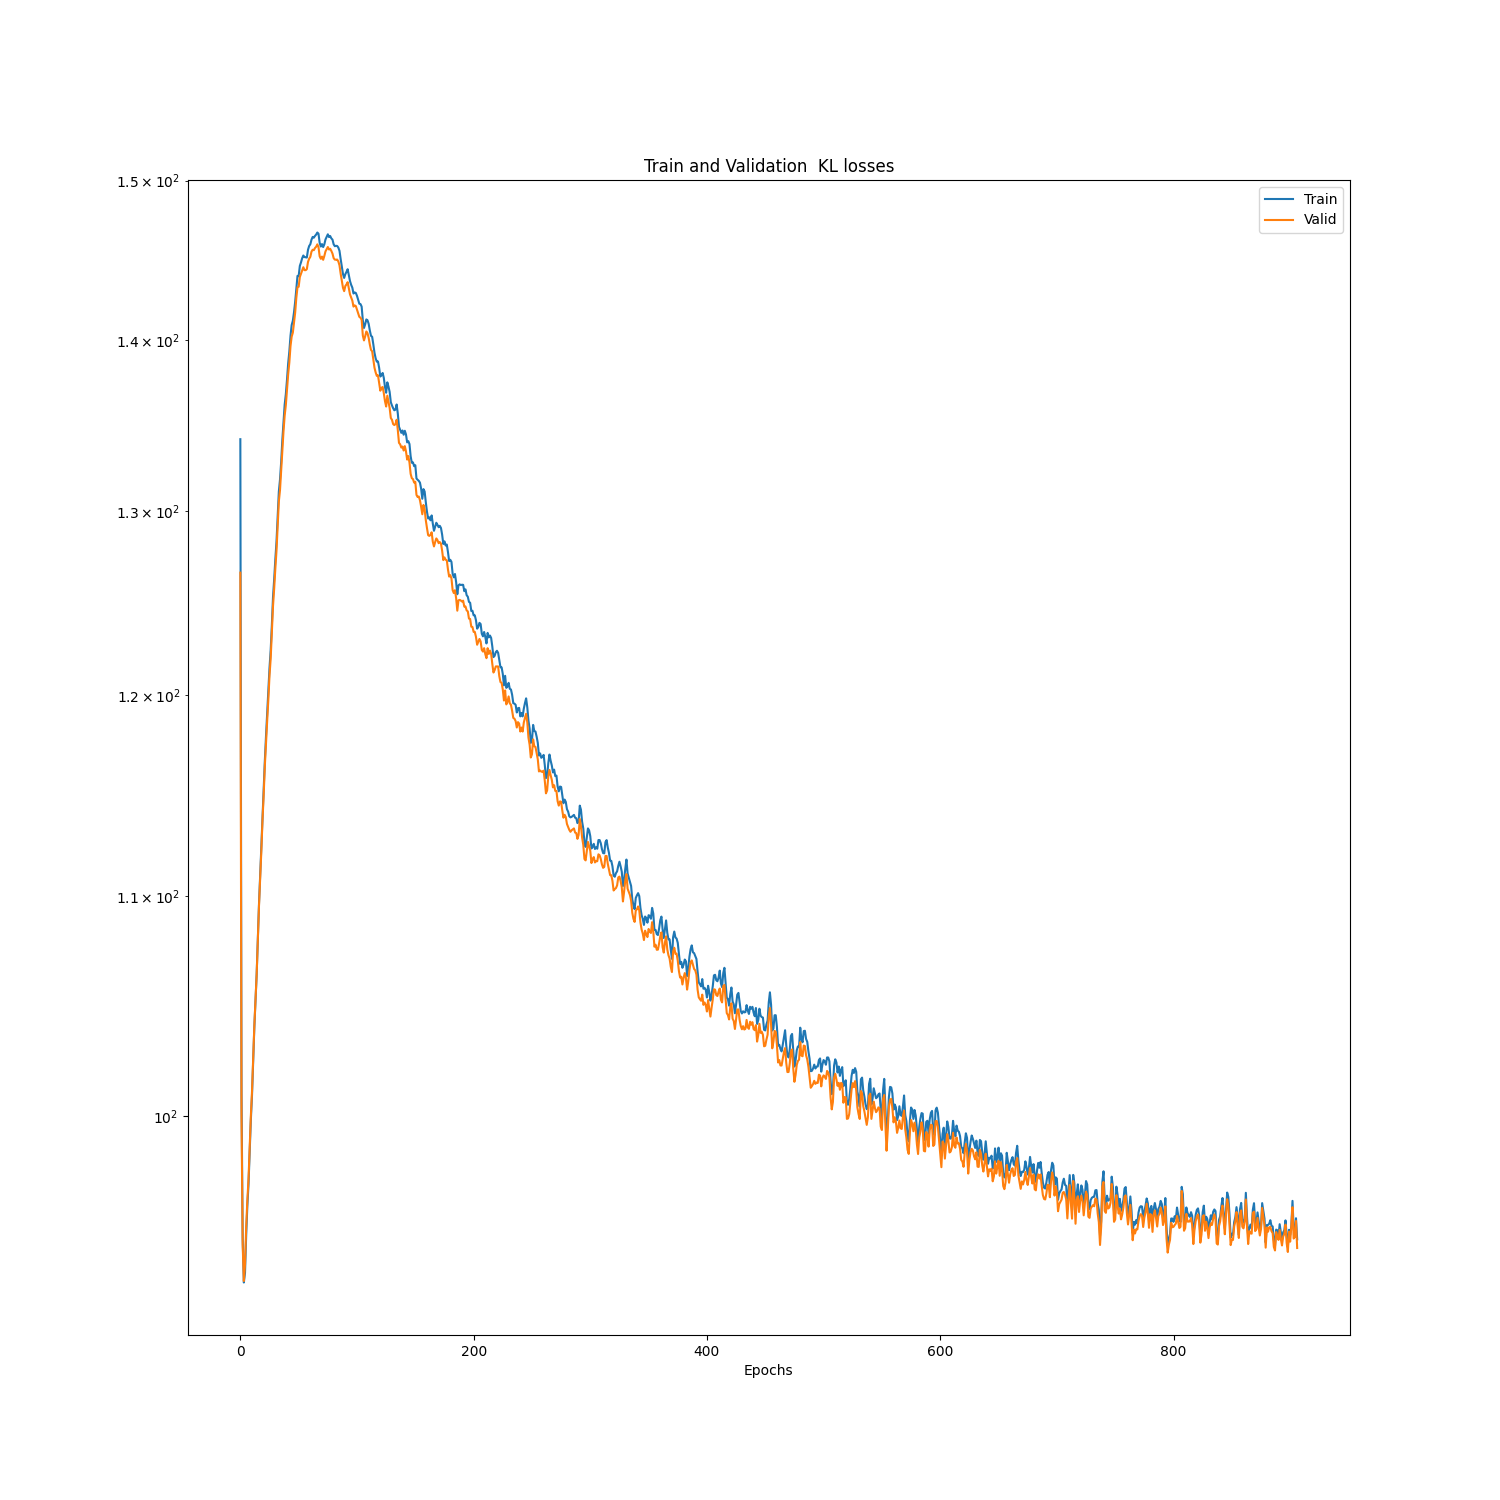 Train and Validation  KL losses
1.5 × 10²
1.4 × 10²
1.3 × 10²
1.2 × 10²
1.1 × 10²
10²
Train
Valid
0 200 400 600 800
Epochs